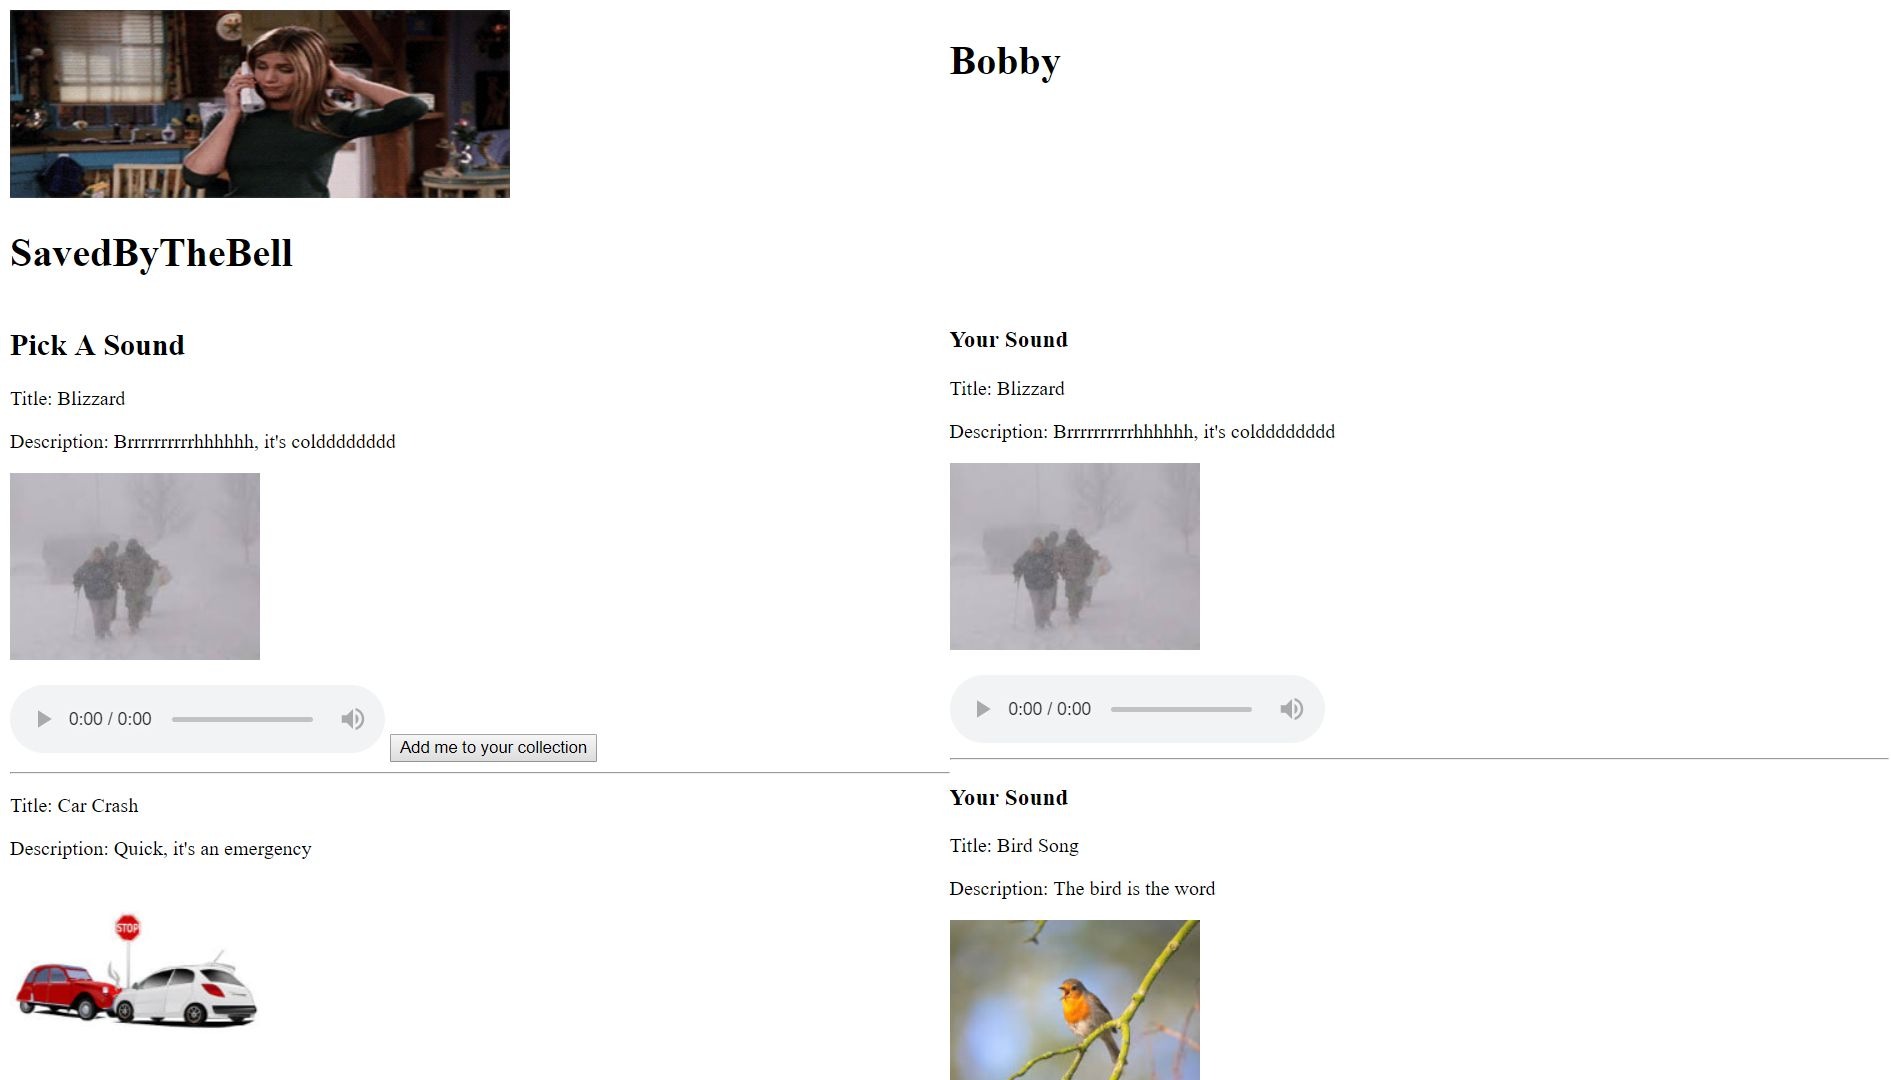 Bobby
SavedByTheBell
Pick A Sound
Title: Blizzard
Description: Brrrrrrrrrrhhhhhh, it's coldddddddd
0:00 / 0:00
Add me to your collection
Title: Car Crash
Description: Quick, it's an emergency
STOP
Your Sound
Title: Blizzard
Description: Brrrrrrrrrrhhhhhh, it's coldddddddd
0:00 / 0:00
Your Sound
Title: Bird Song
Description: The bird is the word